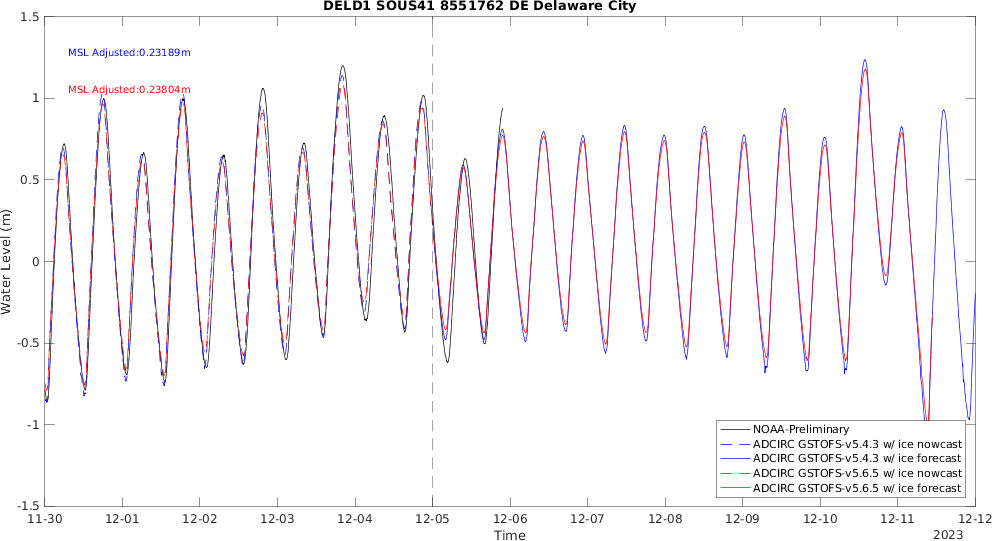 DELD1 SOUS41 8551762 DE Delaware City
1.5
MSL Adjusted:0.23189m
MSL Adjusted:0.23804m
1
0.5
0
-0.5
-1
-1.5
Water Level (m)
NOAA-Preliminary
ADCIRC GSTOFS-v5.4.3 w/ ice nowcast
ADCIRC GSTOFS-v5.4.3 w/ ice forecast
ADCIRC GSTOFS-v5.6.5 w/ ice nowcast
ADCIRC GSTOFS-v5.6.5 w/ ice forecast
11-30 12-01 12-02 12-03 12-04 12-05 12-06 12-07 12-08 12-09 12-10 12-11 12-12
Time
2023